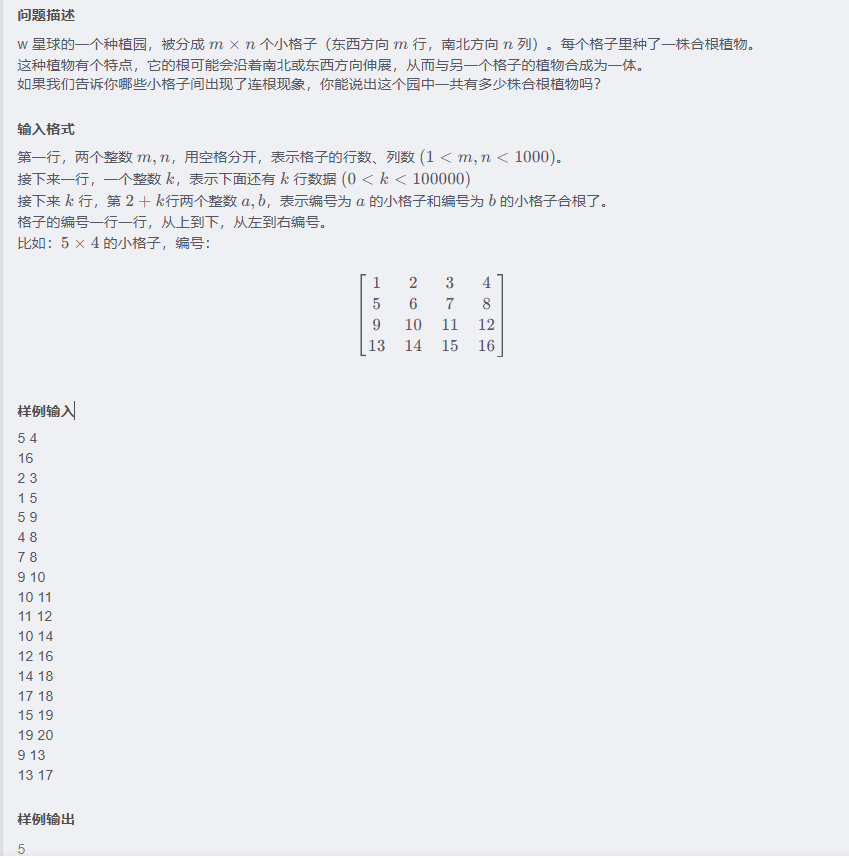 问题描述
w 星球的一个种植园，被分成 m × n 个小格子（东西方向 m 行，南北方向 n 列）。每个格子里种了一株合根植物。
这种植物有个特点，它的根可能会沿着南北或东西方向伸展，从而与另一个格子的植物合成为一体。
如果我们告诉你哪些小格子间出现了连根现象，你能说出这个园中一共有多少株合根植物吗？
输入格式
第一行，两个整数 m, n，用空格分开，表示格子的行数、列数 (1 < m, n < 1000)。
接下来一行，一个整数 k，表示下面还有 k 行数据 (0 < k < 100000)
接下来 k 行，第 2 + k行两个整数 a, b，表示编号为 a 的小格子和编号为 b 的小格子合根了。
格子的编号一行一行，从上到下，从左到右编号。
比如：5 × 4 的小格子，编号：
1 2 3 4
5 6 7 8
9 10 11 12
13 14 15 16
样例输入
5 4
16
2 3
1 5
5 9
4 8
7 8
9 10
10 11
11 12
10 14
12 16
14 18
17 18
15 19
19 20
9 13
13 17
样例输出
5